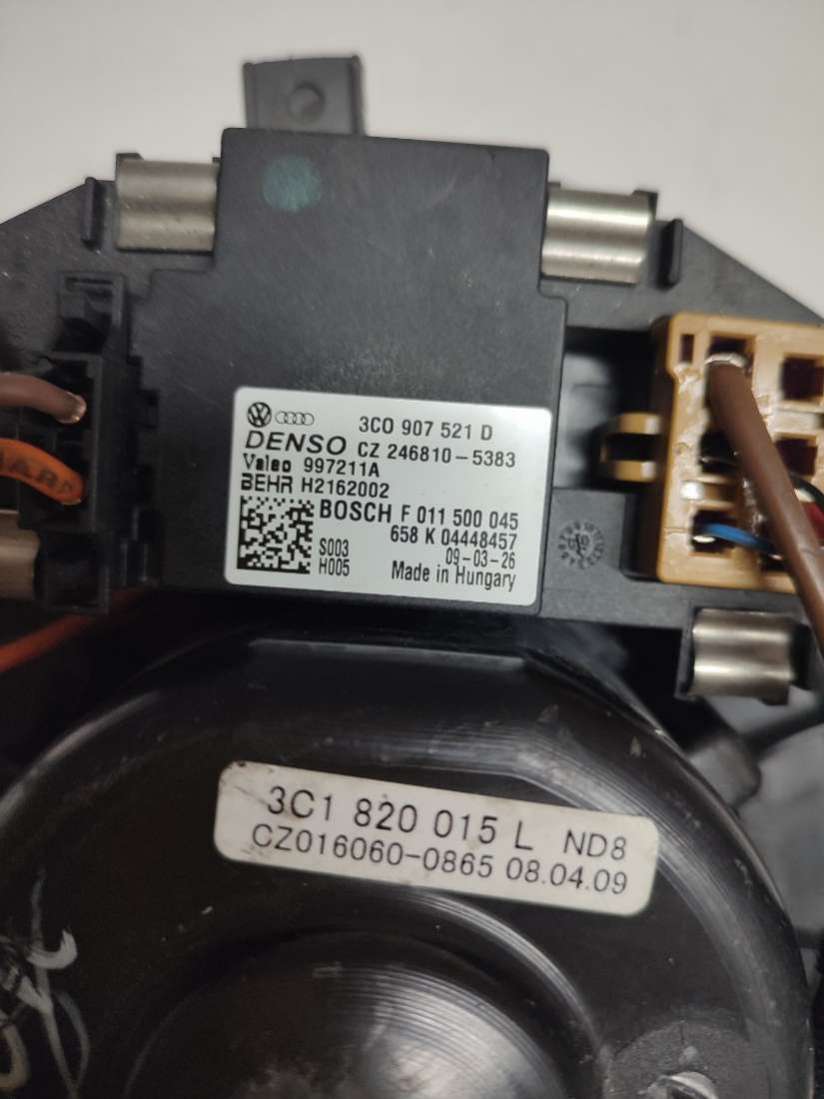 3C0 907 521 D
DENSO CZ 246810-5383
Valeo 997211A
BEHR H2162002
BOSCH F 011 500 045
658 K 04448457
S003 09-03-26
H005 Made in Hungary
3C1 820 015 L ND8
CZ016060-0865 08.04.09